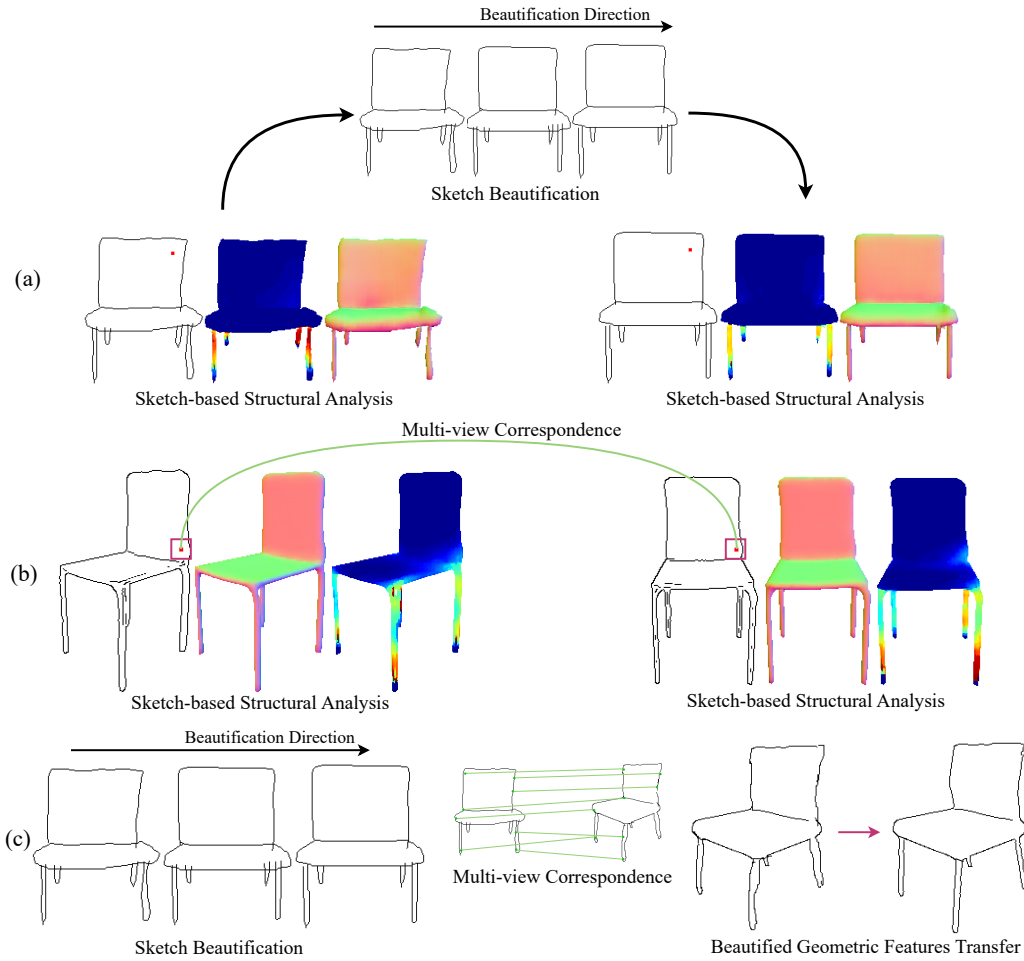 Beautification Direction
Sketch Beautification
(a)
Sketch-based Structural Analysis
Sketch-based Structural Analysis
Multi-view Correspondence
(b)
Sketch-based Structural Analysis
Sketch-based Structural Analysis
Beautification Direction
(c)
Multi-view Correspondence
Sketch Beautification
Beautified Geometric Features Transfer